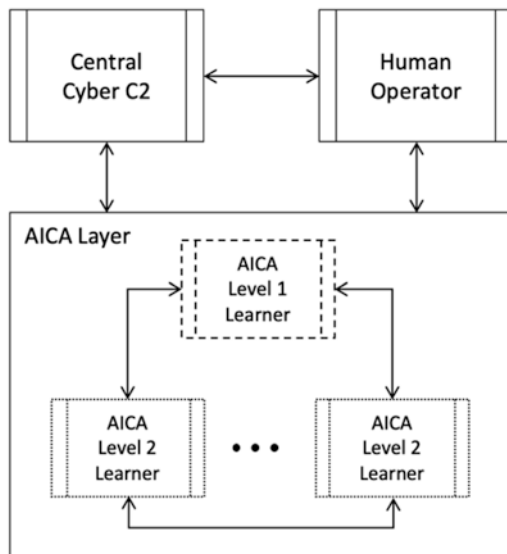 Central
Cyber C2
Human
Operator
AICA Layer
AICA
Level 1
Learner
AICA
Level 2
Learner
AICA
Level 2
Learner